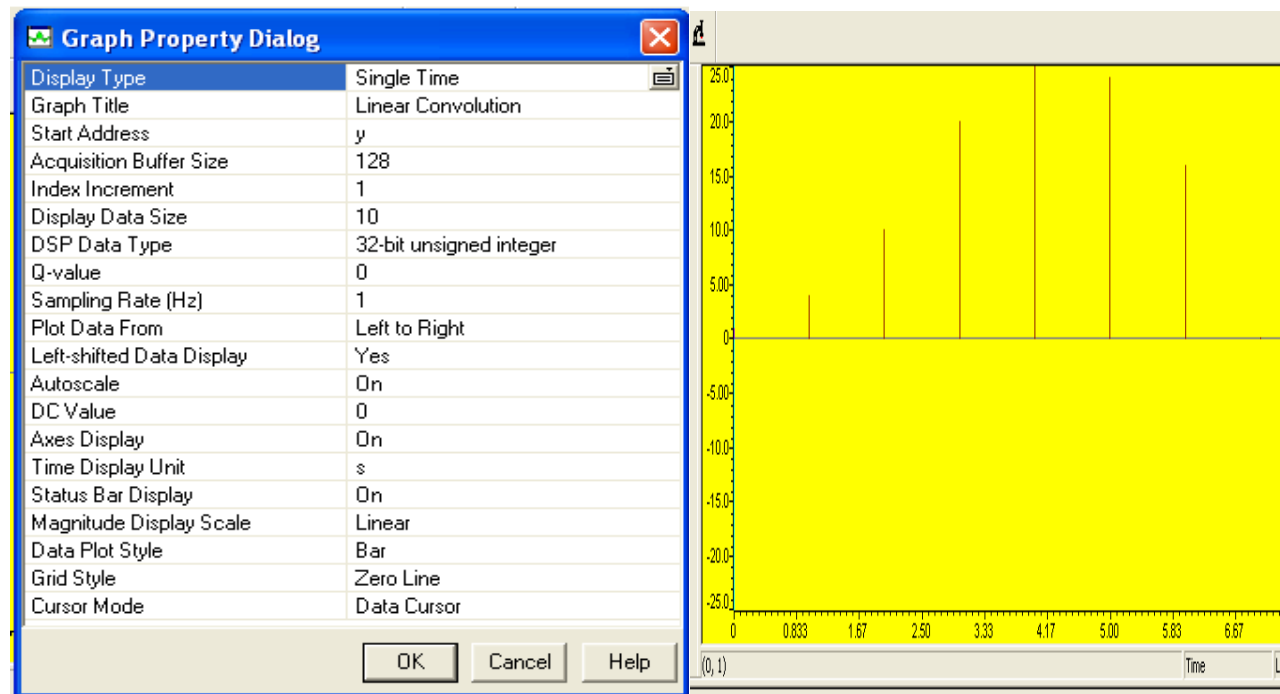 Graph Property Dialog
Display Type Single Time
Graph Title Linear Convolution
Start Address y
Acquisition Buffer Size 128
Index Increment 1
Display Data Size 10
DSP Data Type 32-bit unsigned integer
Q-value 0
Sampling Rate (Hz) 1
Plot Data From Left to Right
Left-shifted Data Display Yes
Autoscale On
DC Value 0
Axes Display On
Time Display Unit s
Status Bar Display On
Magnitude Display Scale Linear
Data Plot Style Bar
Grid Style Zero Line
Cursor Mode Data Cursor
OK Cancel Help
25.0
20.0
15.0
10.0
5.00
0
-5.00
-10.0
-15.0
-20.0
-25.0
0 0.833 1.67 2.50 3.33 4.17 5.00 5.83 6.67
(0, 1) Time L